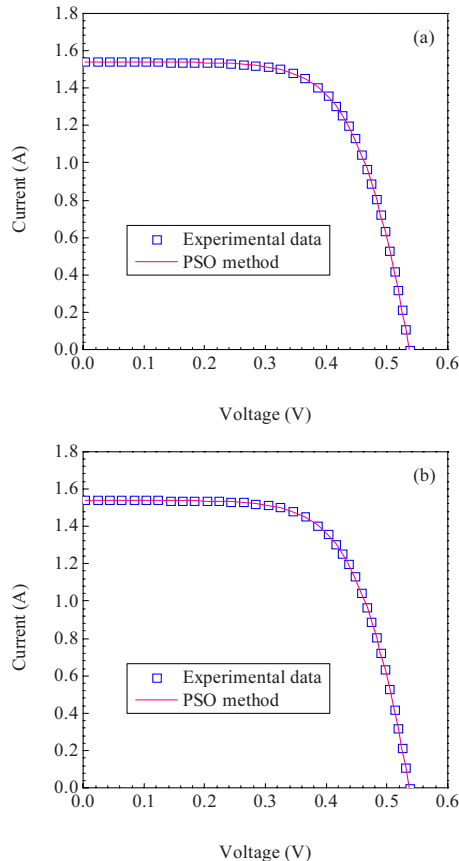 1.8
(a)
1.6
1.4
1.2
1.0
Current (A)
0.8
0.6
Experimental data
0.4
PSO method
0.2
0.0
0.0 0.1 0.2 0.3 0.4 0.5 0.6
Voltage (V)
1.8
(b)
1.6
1.4
1.2
1.0
Current (A)
0.8
0.6
Experimental data
0.4
PSO method
0.2
0.0
0.0 0.1 0.2 0.3 0.4 0.5 0.6
Voltage (V)